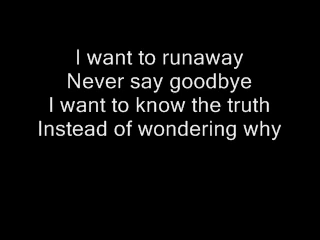 I want to runaway
Never say goodbye
I want to know the truth
Instead of wondering why